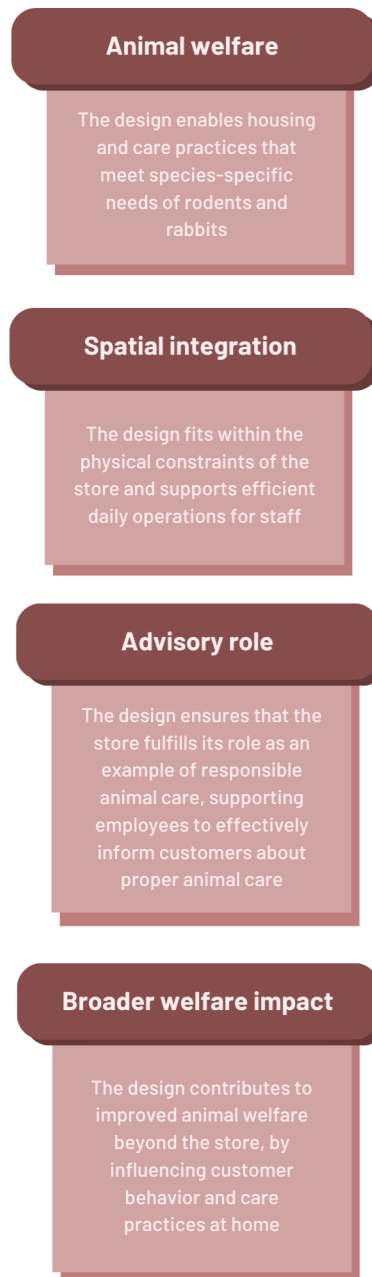 Animal welfare
The design enables housing
and care practices that
meet species-specific
needs of rodents and
rabbits
Spatial integration
The design fits within the
physical constraints of the
store and supports efficient
daily operations for staff
Advisory role
The design ensures that the
store fulfills its role as an
example of responsible
animal care, supporting
employees to effectively
inform customers about
proper animal care
Broader welfare impact
The design contributes to
improved animal welfare
beyond the store, by
influencing customer
behavior and care
practices at home